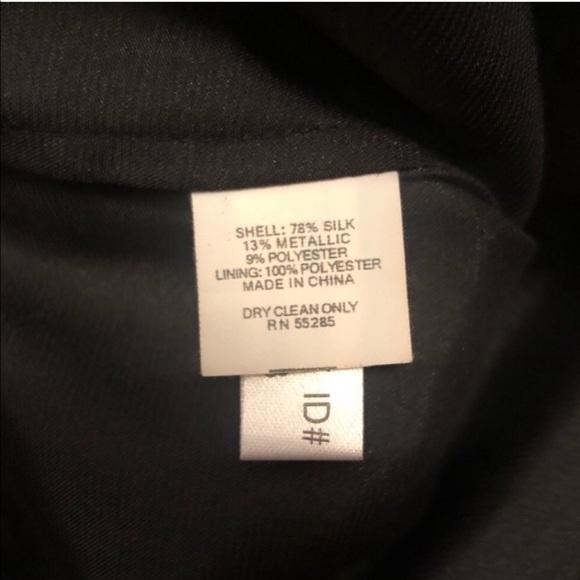 SHELL: 78% SILK
13% METALLIC
9% POLYESTER
LINING: 100% POLYESTER
MADE IN CHINA
DRY CLEAN ONLY
RN 55285
ID#